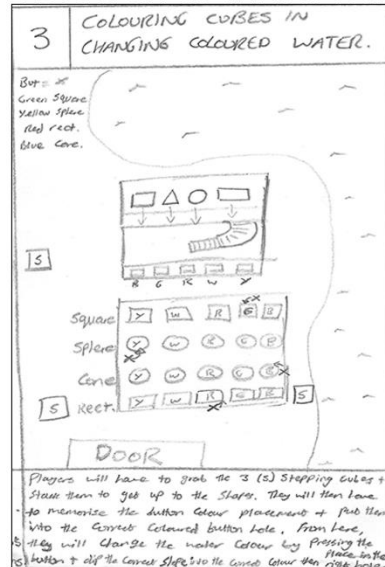 3
COLOURING CUBES IN
CHANGING COLOURED WATER.
But = x
Green Square
Yellow Sphere
Red rect.
Blue Cone.
S
B G R W Y
Square Y W R G B
Sphere Y W R G B
Cone Y W R G B
S Rect. Y W R G B S
DOOR
Players will have to grab the 3 (S) Stepping cubes +
Stack them to get up to the Shapes. They will then have
to memorise the button colour placement + put them
into the correct coloured button hole. From here,
they will change the water colour by pressing the
button + dip the correct shape into the correct colour then place in the
right hole.